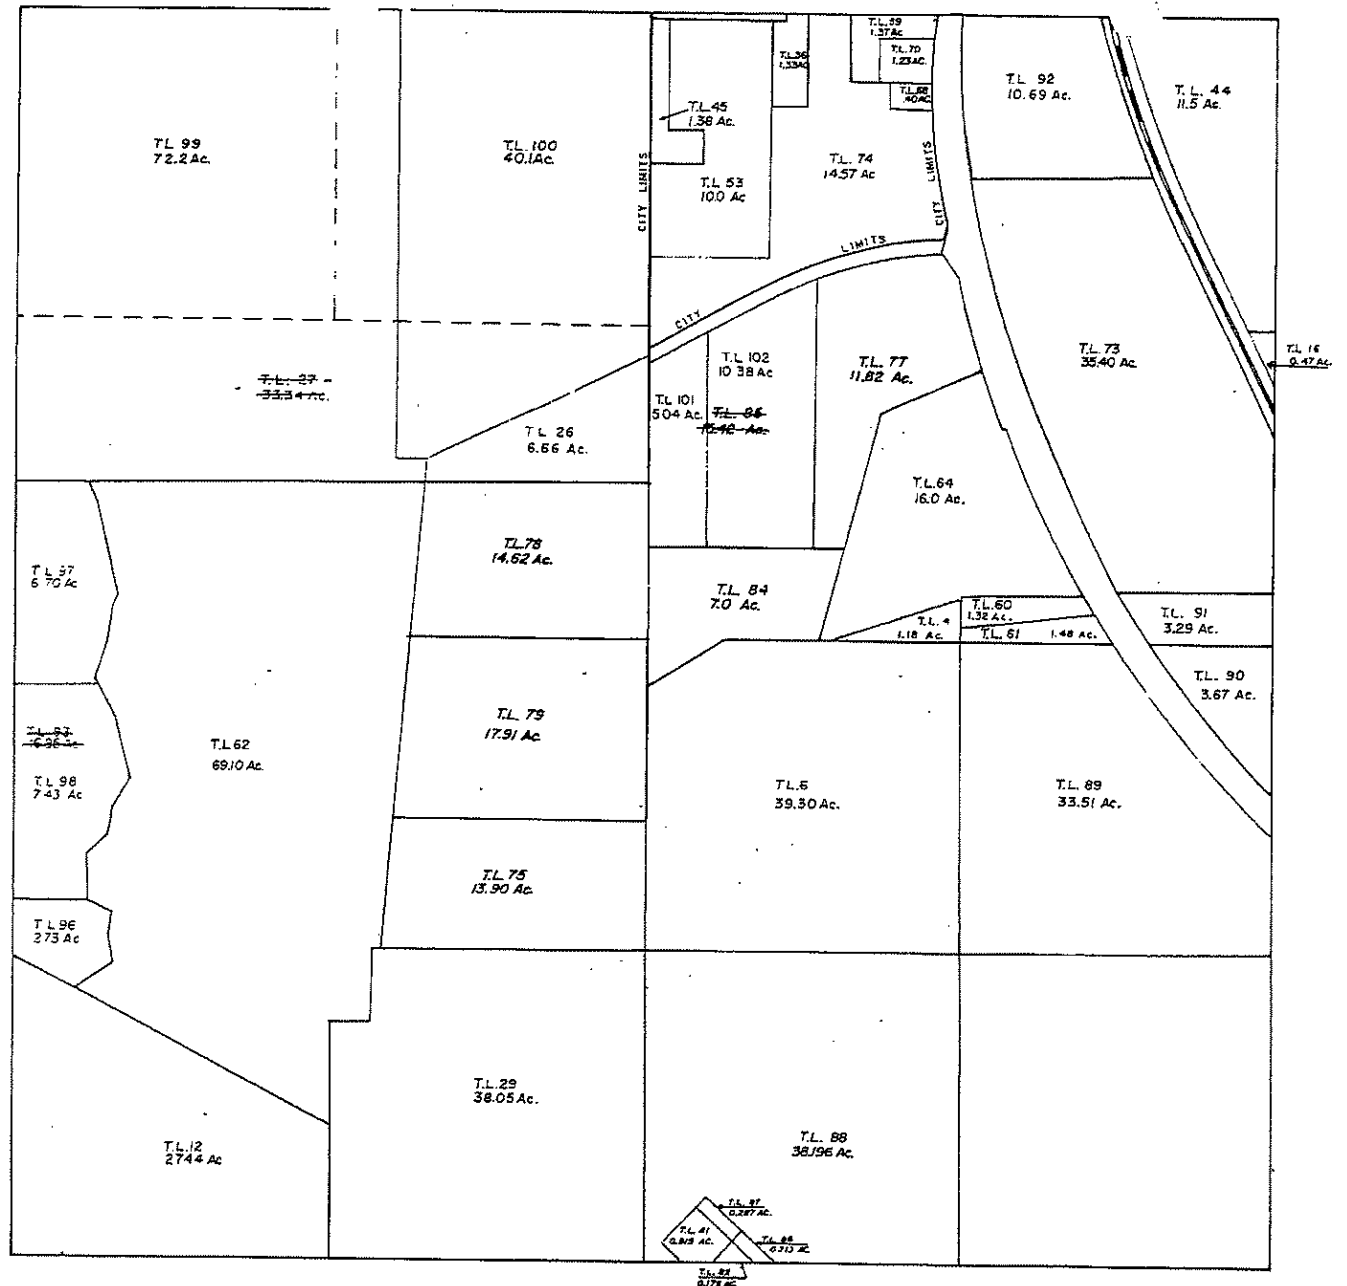 T.L. 59
1.37 Ac.
T.L. 70
1.23 AC.
T.L. 36
1.33 AC.
T.L. 92
10.69 Ac.
T.L. 44
11.5 Ac.
T.L. 45
1.38 Ac.
T.L. 99
72.2 Ac.
T.L. 100
40.1 Ac.
CITY LIMITS
T.L. 53
10.0 Ac
T.L. 74
14.57 Ac
CITY LIMITS
CITY LIMITS
T.L. 27
33.34 Ac.
T.L. 26
6.66 Ac.
T.L. 101
5.04 Ac.
T.L. 102
10.38 Ac
15.42 Ac.
T.L. 77
11.82 Ac.
T.L. 73
35.40 Ac.
T.L. 16
0.47 Ac.
T.L. 64
16.0 Ac.
T.L. 97
6.70 Ac
T.L. 78
14.62 Ac.
T.L. 84
7.0 Ac.
T.L. 4
1.18 Ac.
T.L. 60
1.32 Ac.
T.L. 61 1.48 Ac.
T.L. 91
3.29 Ac.
T.L. 90
3.67 Ac.
T.L. 98
7.43 Ac
T.L. 62
69.10 Ac.
T.L. 79
17.91 Ac.
T.L. 6
39.30 Ac.
T.L. 89
33.51 Ac.
T.L. 75
13.90 Ac.
T.L. 96
2.73 Ac
T.L. 29
38.05 Ac.
T.L. 12
27.44 Ac
T.L. 88
38.196 Ac.
T.L. 41